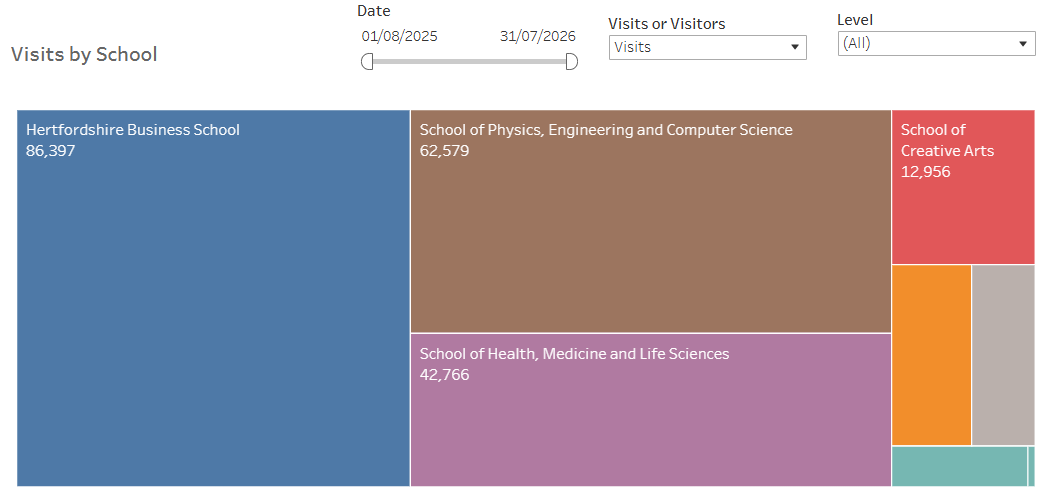 Visits by School
Date
01/08/2025 31/07/2026
Visits or Visitors
Visits
Level
(All)
Hertfordshire Business School
86,397
School of Physics, Engineering and Computer Science
62,579
School of Health, Medicine and Life Sciences
42,766
School of
Creative Arts
12,956